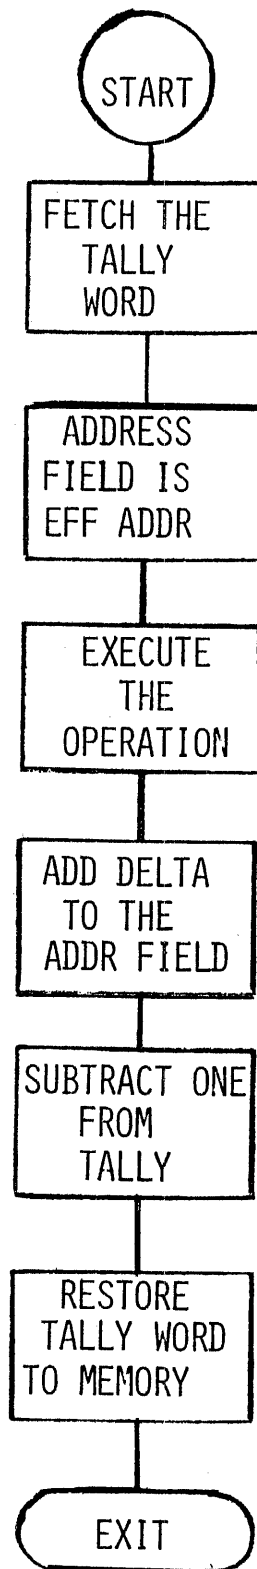 START
FETCH THE
TALLY
WORD
ADDRESS
FIELD IS
EFF ADDR
EXECUTE
THE
OPERATION
ADD DELTA
TO THE
ADDR FIELD
SUBTRACT ONE
FROM
TALLY
RESTORE
TALLY WORD
TO MEMORY
EXIT